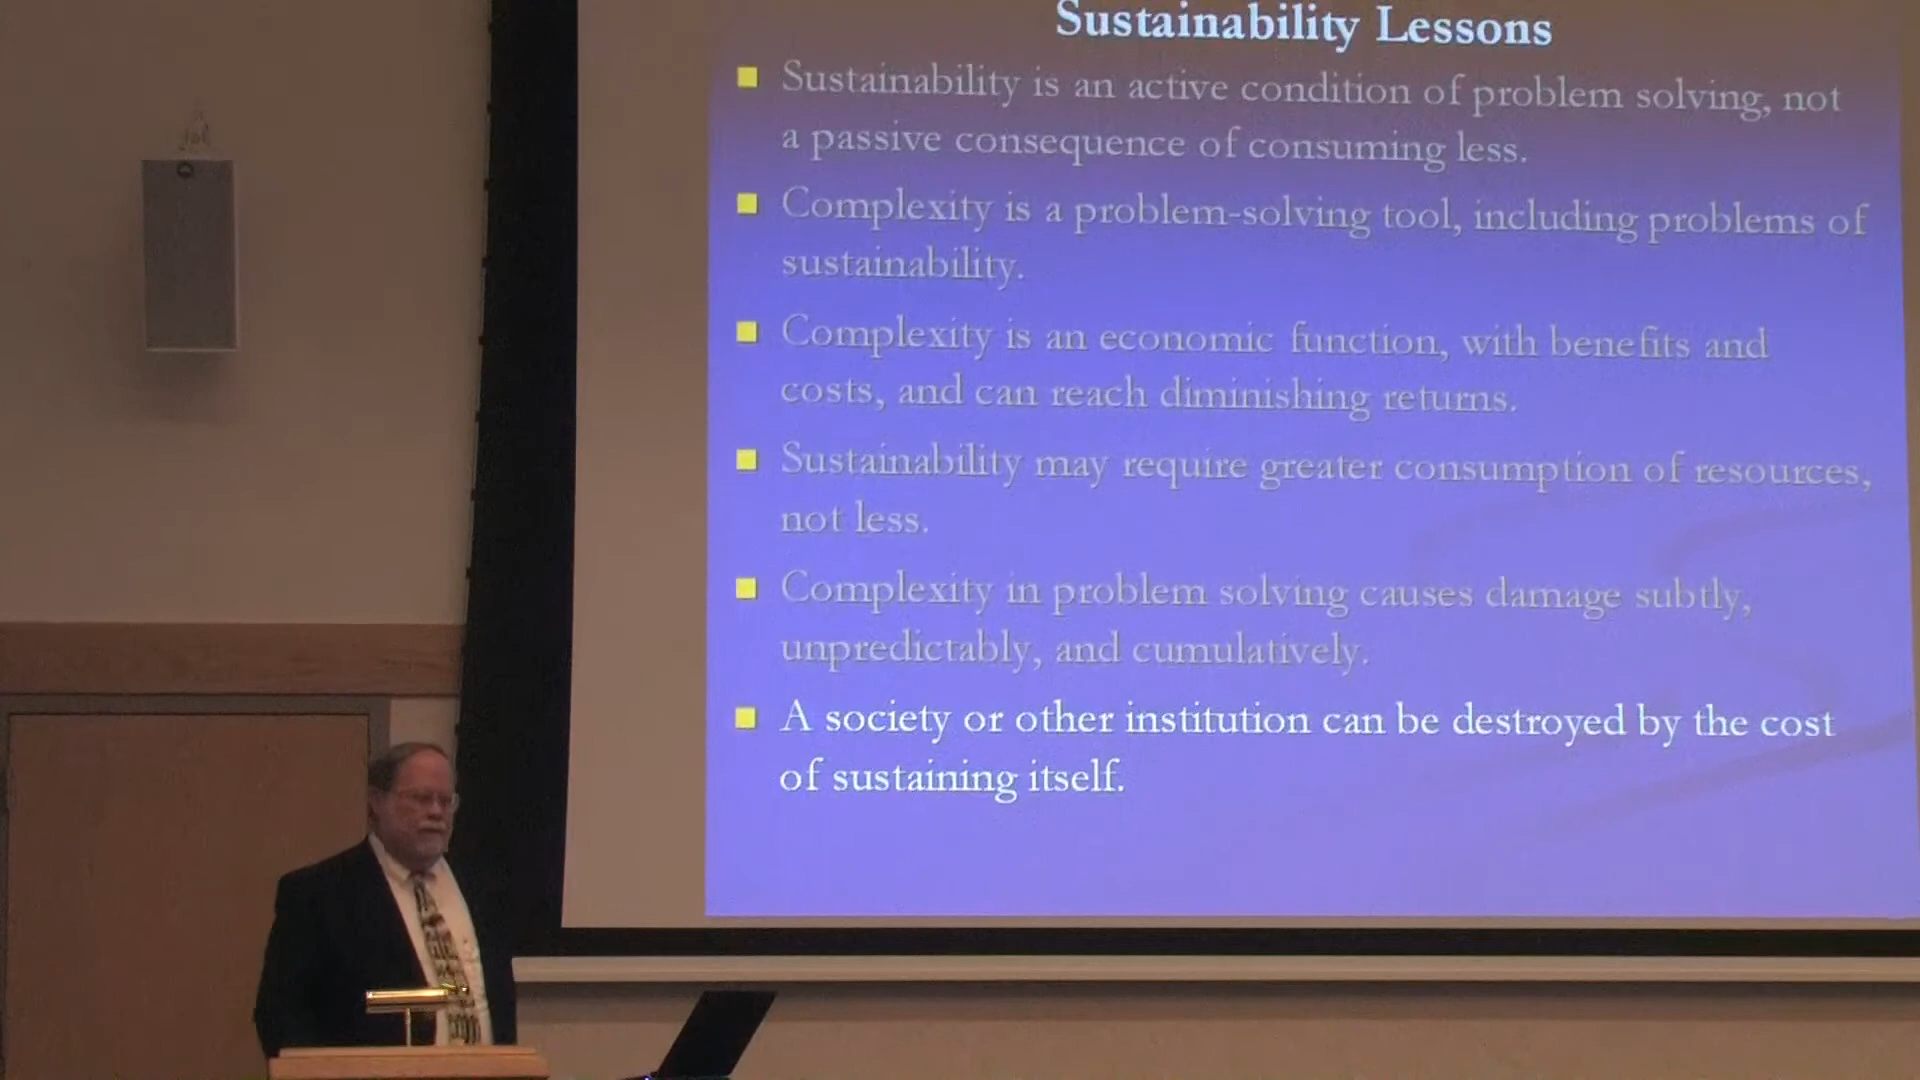 Sustainability Lessons
Sustainability is an active condition of problem solving, not
a passive consequence of consuming less.
Complexity is a problem-solving tool, including problems of
sustainability.
Complexity is an economic function, with benefits and
costs, and can reach diminishing returns.
Sustainability may require greater consumption of resources,
not less.
Complexity in problem solving causes damage subtly,
unpredictably, and cumulatively.
A society or other institution can be destroyed by the cost
of sustaining itself.